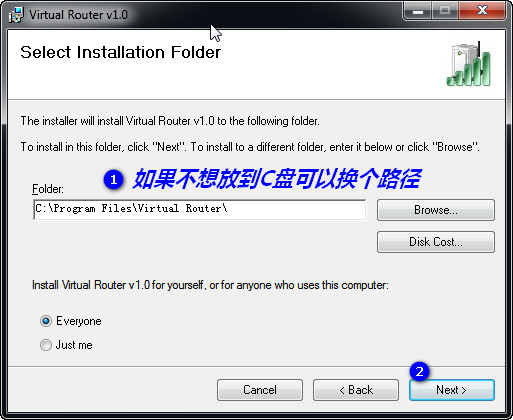 Virtual Router v1.0
Select Installation Folder
The installer will install Virtual Router v1.0 to the following folder.
To install in this folder, click "Next". To install to a different folder, enter it below or click "Browse".
1 如果不想放到C盘可以换个路径
Folder:
C:\Program Files\Virtual Router\
Browse...
Disk Cost...
Install Virtual Router v1.0 for yourself, or for anyone who uses this computer:
Everyone
Just me
2
Cancel
< Back
Next >